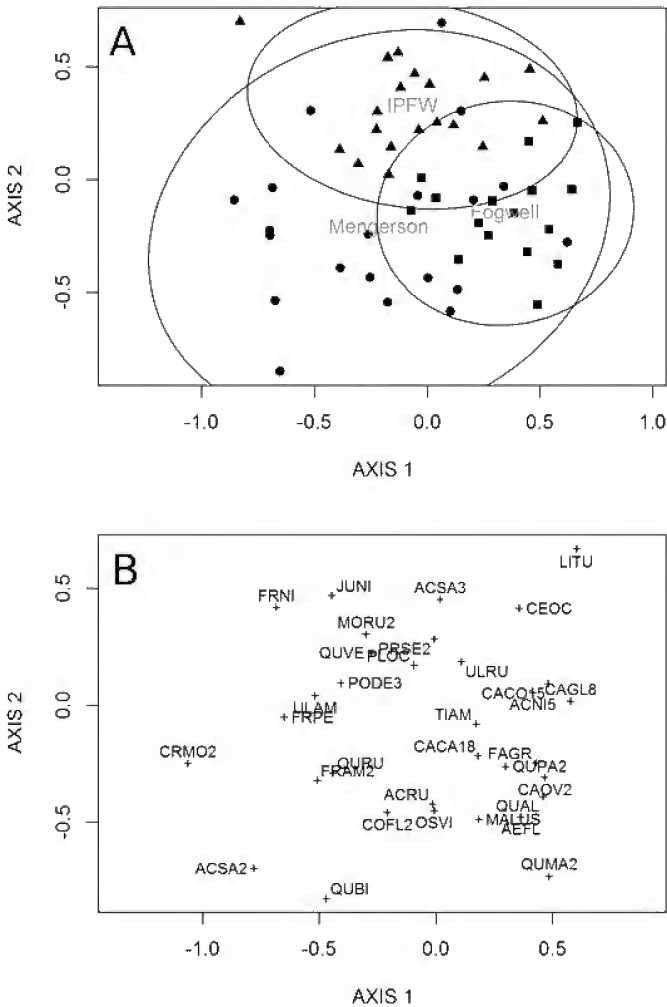 A
0.5
0.0
-0.5
AXIS 2
IPFW
Menderson
Fogwell
-1.0 -0.5 0.0 0.5 1.0
AXIS 1
B
0.5
0.0
-0.5
AXIS 2
LITU
FRNI JUNI ACSA3
CEOC
MORU2
QUVE PRSE2
PLOC
ULRU
PODE3
CAGL8
ULAM
ACNI5
FRPE TIAM
CRMO2 CACA18 FAGR
QURU QUPA2
FRAM2
CAOV2
ACRU
QUAL
COFL2 OSVI MALUS
AEFL
ACSA2 QUMA2
QUBI
-1.0 -0.5 0.0 0.5
AXIS 1